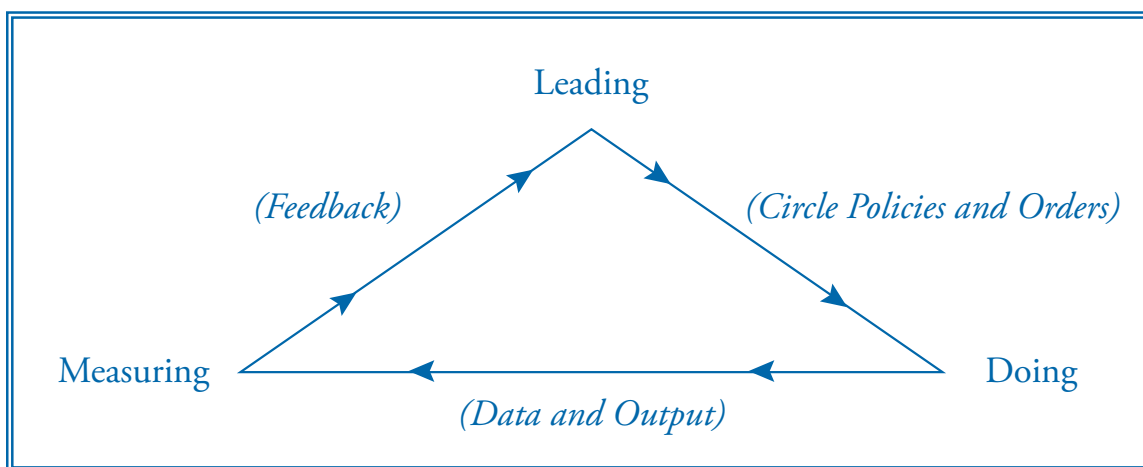 Leading
(Feedback)
(Circle Policies and Orders)
Measuring
Doing
(Data and Output)